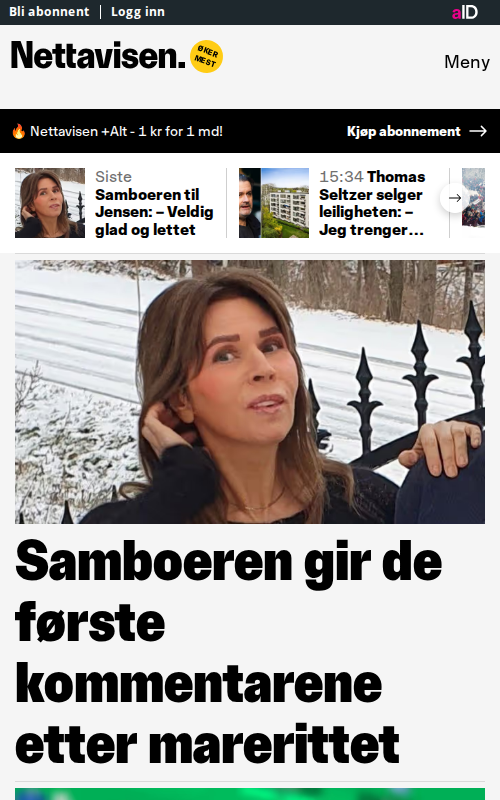 Bli abonnent | Logg inn
aID
Nettavisen.
ØKER
MEST
Meny
🔥 Nettavisen +Alt - 1 kr for 1 md!
Kjøp abonnement →
Siste
Samboeren til
Jensen: – Veldig
glad og lettet
15:34 Thomas
Seltzer selger
leiligheten: –
Jeg trenger...
Samboeren gir de
første
kommentarene
etter marerittet